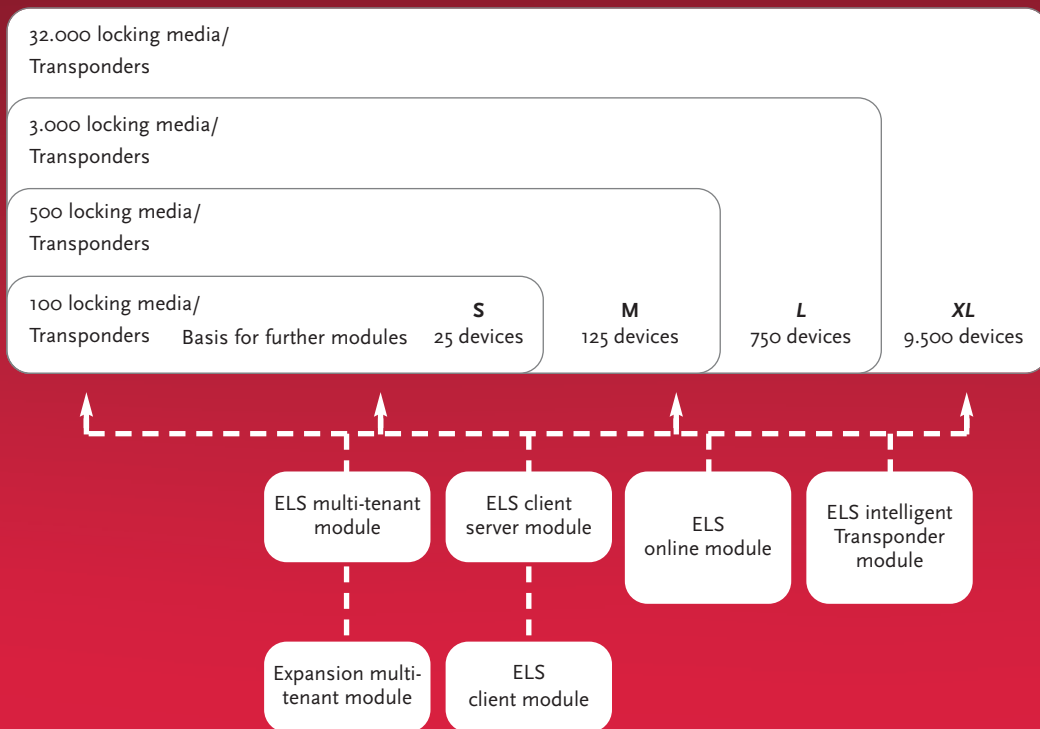 32.000 locking media/
Transponders
3.000 locking media/
Transponders
500 locking media/
Transponders
100 locking media/
Transponders
Basis for further modules
S
25 devices
M
125 devices
L
750 devices
XL
9.500 devices
ELS multi-tenant
module
ELS client
server module
ELS
online module
ELS intelligent
Transponder
module
Expansion multi-
tenant module
ELS
client module